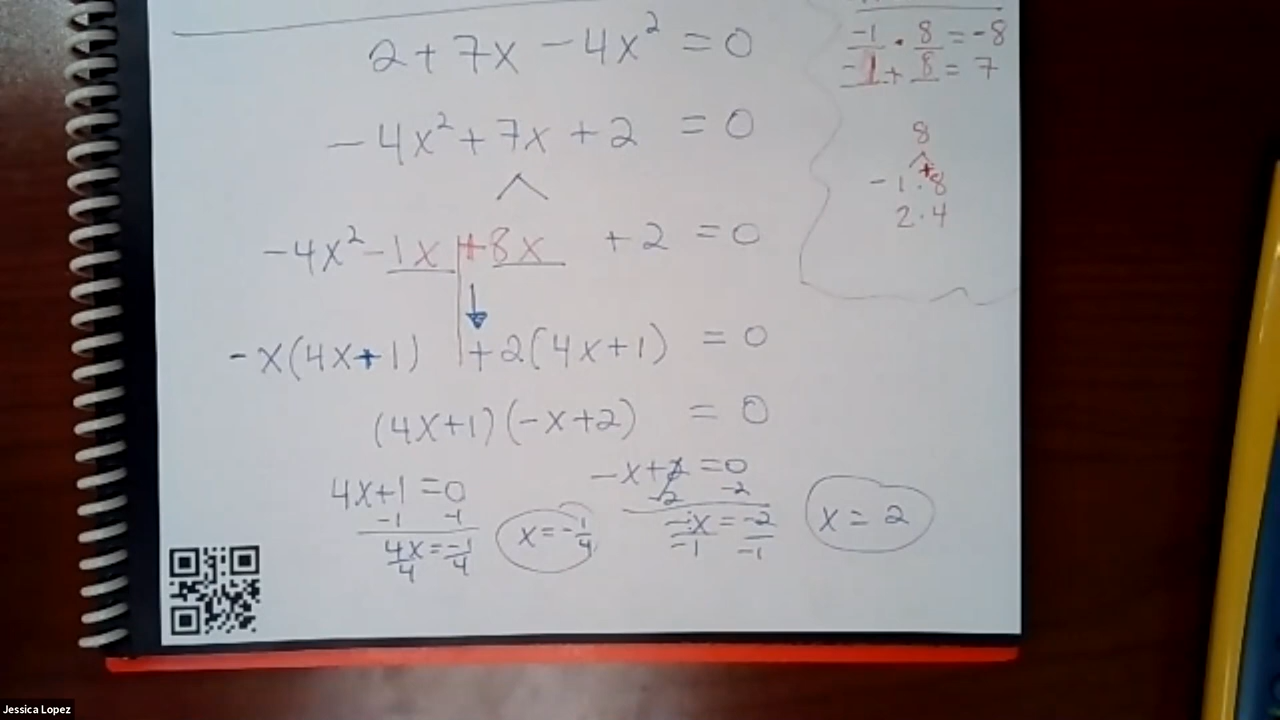 2 + 7x - 4x² = 0
-4x² + 7x + 2 = 0
-4x² - 1x + 8x + 2 = 0
-x(4x+1) + 2(4x+1) = 0
(4x+1)(-x+2) = 0
4x+1 = 0
-1 -1
4x = -1
4 4
x = -1/4
-x+2 = 0
-2 -2
-x = -2
-1 -1
x = 2
-1 · 8 = -8
-1 + 8 = 7
8
-1 · +8
2 · 4
Jessica Lopez